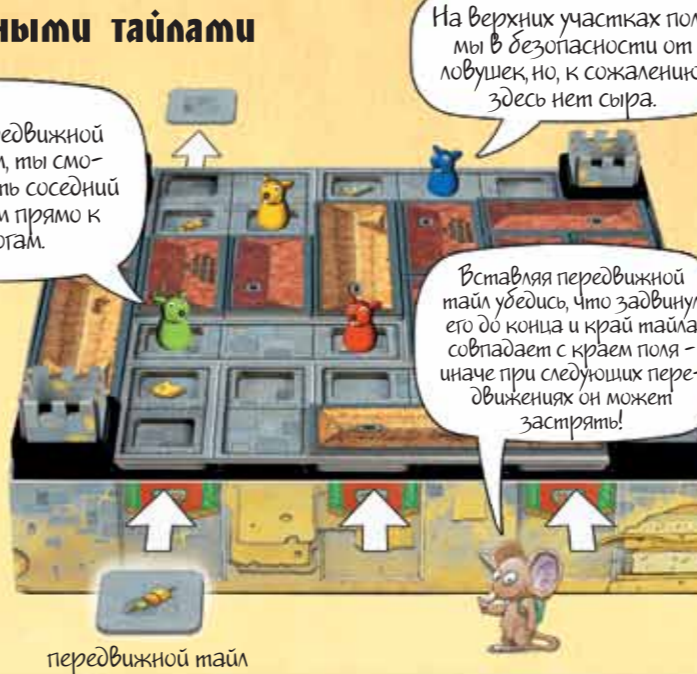 ными тайлами
На верхних участках пол
мы в безопасности от
ловушек, но, к сожалению
здесь нет сыра.
едвижной
л, ты смо-
ть соседний
м прямо к
огам.
Вставляя передвижной
тайл убедись, что задвинул
его до конца и край тайла
совпадает с краем поля –
иначе при следующих пере-
движениях он может
застрять!
передвижной тайл